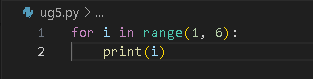 ug5.py > ...
1 for i in range(1, 6):
2     print(i)